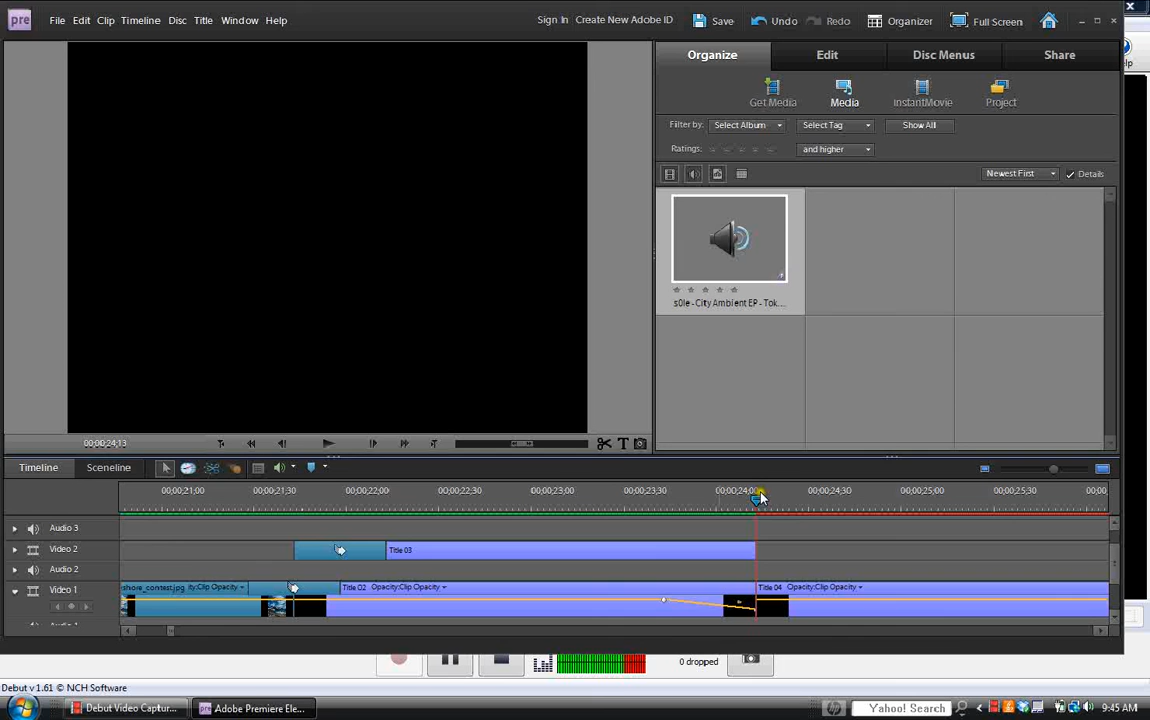 pre File Edit Clip Timeline Disc Title Window Help Sign In Create New Adobe ID Save Undo Redo Organizer Full Screen
Organize Edit Disc Menus Share
Get Media Media InstantMovie Project
Filter by: Select Album Select Tag Show All
Ratings: and higher
Newest First Details
s0le - City Ambient EP - Tok...
00;00;24;13
Timeline Sceneline
00;00;21;00 00;00;21;30 00;00;22;00 00;00;22;30 00;00;23;00 00;00;23;30 00;00;24;00 00;00;24;30 00;00;25;00 00;00
Audio 3
Video 2 Title 03
Audio 2
Video 1 shore_contest.jpg ity:Clip Opacity Title 02 Opacity:Clip Opacity Title 04 Opacity:Clip Opacity
0 dropped
Debut v 1.61 © NCH Software
Debut Video Captur... Adobe Premiere Ele... Yahoo! Search 9:45 AM